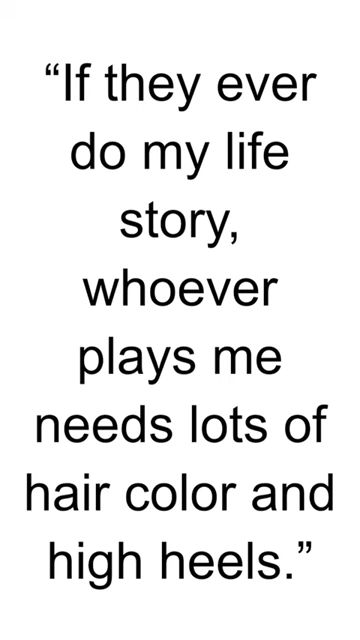 “If they ever
do my life
story,
whoever
plays me
needs lots of
hair color and
high heels.”